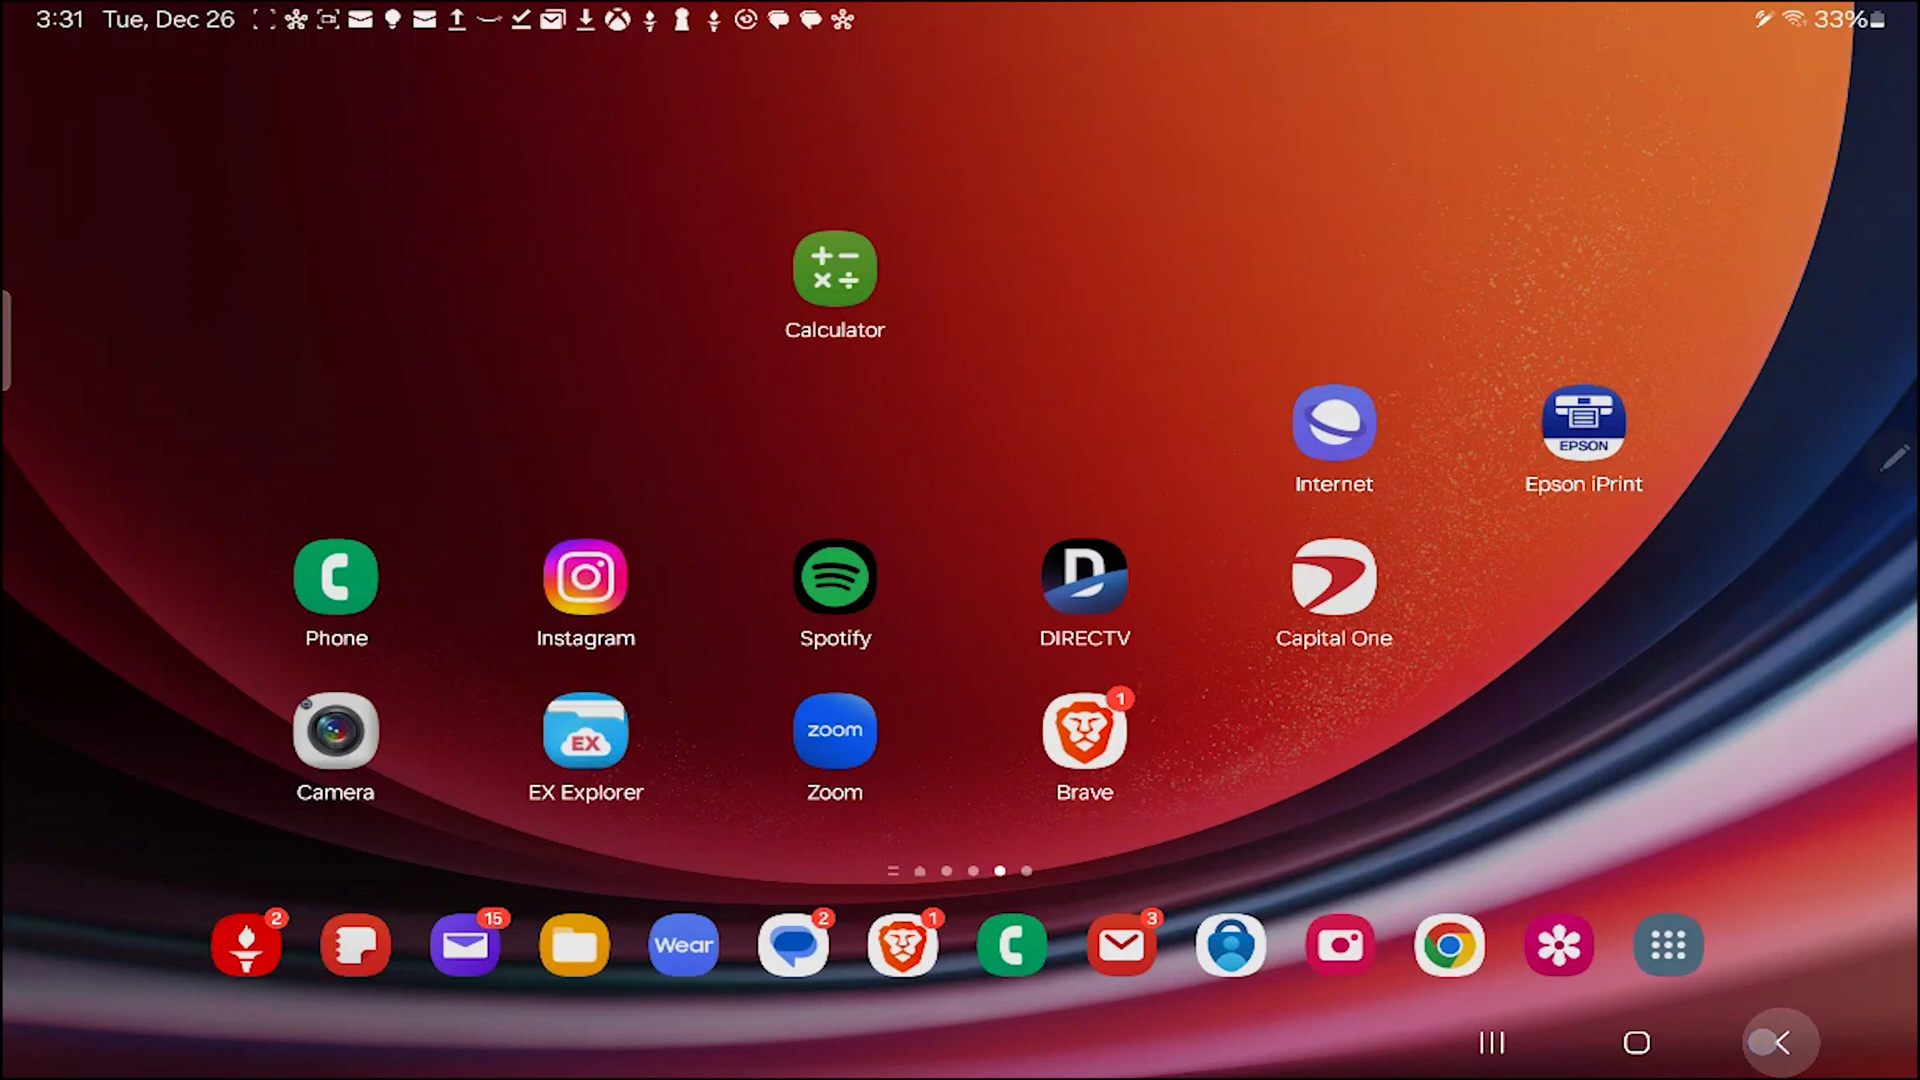 3:31 Tue, Dec 26
33%
Calculator
EPSON
Internet
Epson iPrint
D
Phone
Instagram
Spotify
DIRECTV
Capital One
EX
zoom
1
Camera
EX Explorer
Zoom
Brave
2
15
Wear
2
1
3